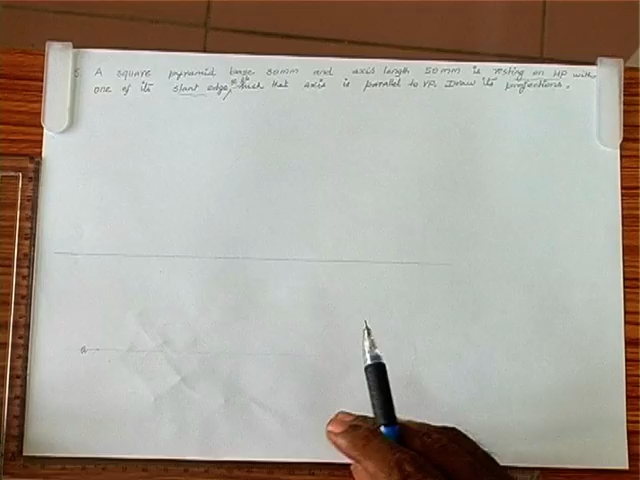 5. A square pyramid base 30mm and axis length 50mm is resting on HP with
one of its slant edge, such that axis is parallel to VP. Draw its projections.
a